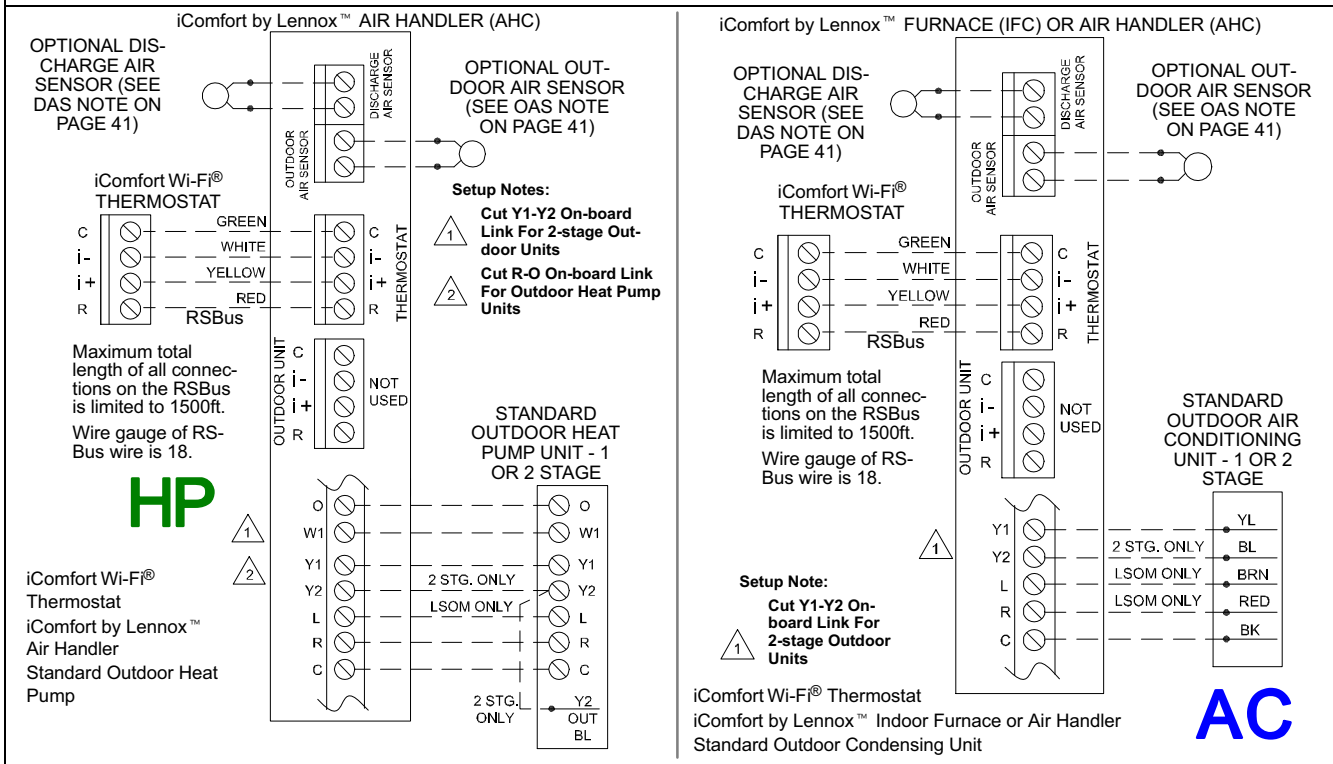 iComfort by Lennox™ AIR HANDLER (AHC)
OPTIONAL DIS-
CHARGE AIR
SENSOR (SEE
DAS NOTE ON
PAGE 41)
DISCHARGE
AIR SENSOR
OUTDOOR
AIR SENSOR
OPTIONAL OUT-
DOOR AIR SENSOR
(SEE OAS NOTE
ON PAGE 41)
iComfort Wi-Fi®
THERMOSTAT
C GREEN C
i- WHITE i-
i+ YELLOW i+
R RED R
RSBus
THERMOSTAT
Setup Notes:
1 Cut Y1-Y2 On-board
Link For 2-stage Out-
door Units
2 Cut R-O On-board Link
For Outdoor Heat Pump
Units
Maximum total
length of all connec-
tions on the RSBus
is limited to 1500ft.
Wire gauge of RS-
Bus wire is 18.
OUTDOOR UNIT
C
i-
i+
R
NOT
USED
STANDARD
OUTDOOR HEAT
PUMP UNIT - 1
OR 2 STAGE
HP
O O
1 W1 W1
Y1 Y1
2 Y2 2 STG. ONLY Y2
L LSOM ONLY L
R R
C C
2 STG.
ONLY
Y2
OUT
BL
iComfort Wi-Fi®
Thermostat
iComfort by Lennox™
Air Handler
Standard Outdoor Heat
Pump
iComfort by Lennox™ FURNACE (IFC) OR AIR HANDLER (AHC)
OPTIONAL DIS-
CHARGE AIR
SENSOR (SEE
DAS NOTE ON
PAGE 41)
DISCHARGE
AIR SENSOR
OUTDOOR
AIR SENSOR
OPTIONAL OUT-
DOOR AIR SENSOR
(SEE OAS NOTE
ON PAGE 41)
iComfort Wi-Fi®
THERMOSTAT
C GREEN C
i- WHITE i-
i+ YELLOW i+
R RED R
RSBus
THERMOSTAT
Maximum total
length of all connec-
tions on the RSBus
is limited to 1500ft.
Wire gauge of RS-
Bus wire is 18.
OUTDOOR UNIT
C
i-
i+
R
NOT
USED
STANDARD
OUTDOOR AIR
CONDITIONING
UNIT - 1 OR 2
STAGE
1 Y1 YL
Y2 2 STG. ONLY BL
L LSOM ONLY BRN
R LSOM ONLY RED
C BK
Setup Note:
1 Cut Y1-Y2 On-
board Link For
2-stage Outdoor
Units
iComfort Wi-Fi® Thermostat
iComfort by Lennox™ Indoor Furnace or Air Handler
Standard Outdoor Condensing Unit
AC